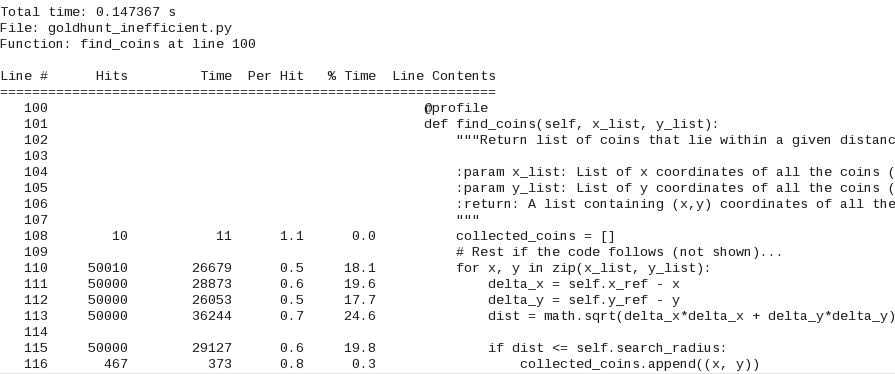 Total time: 0.147367 s
File: goldhunt_inefficient.py
Function: find_coins at line 100
Line #      Hits         Time  Per Hit   % Time  Line Contents
==============================================================
   100                                               @profile
   101                                               def find_coins(self, x_list, y_list):
   102                                                   """Return list of coins that lie within a given distanc
   103
   104                                                   :param x_list: List of x coordinates of all the coins (
   105                                                   :param y_list: List of y coordinates of all the coins (
   106                                                   :return: A list containing (x,y) coordinates of all the
   107                                                   """
   108        10           11      1.1      0.0          collected_coins = []
   109                                                   # Rest if the code follows (not shown)...
   110     50010        26679      0.5     18.1          for x, y in zip(x_list, y_list):
   111     50000        28873      0.6     19.6              delta_x = self.x_ref - x
   112     50000        26053      0.5     17.7              delta_y = self.y_ref - y
   113     50000        36244      0.7     24.6              dist = math.sqrt(delta_x*delta_x + delta_y*delta_y)
   114
   115     50000        29127      0.6     19.8              if dist <= self.search_radius:
   116       467          373      0.8      0.3                  collected_coins.append((x, y))